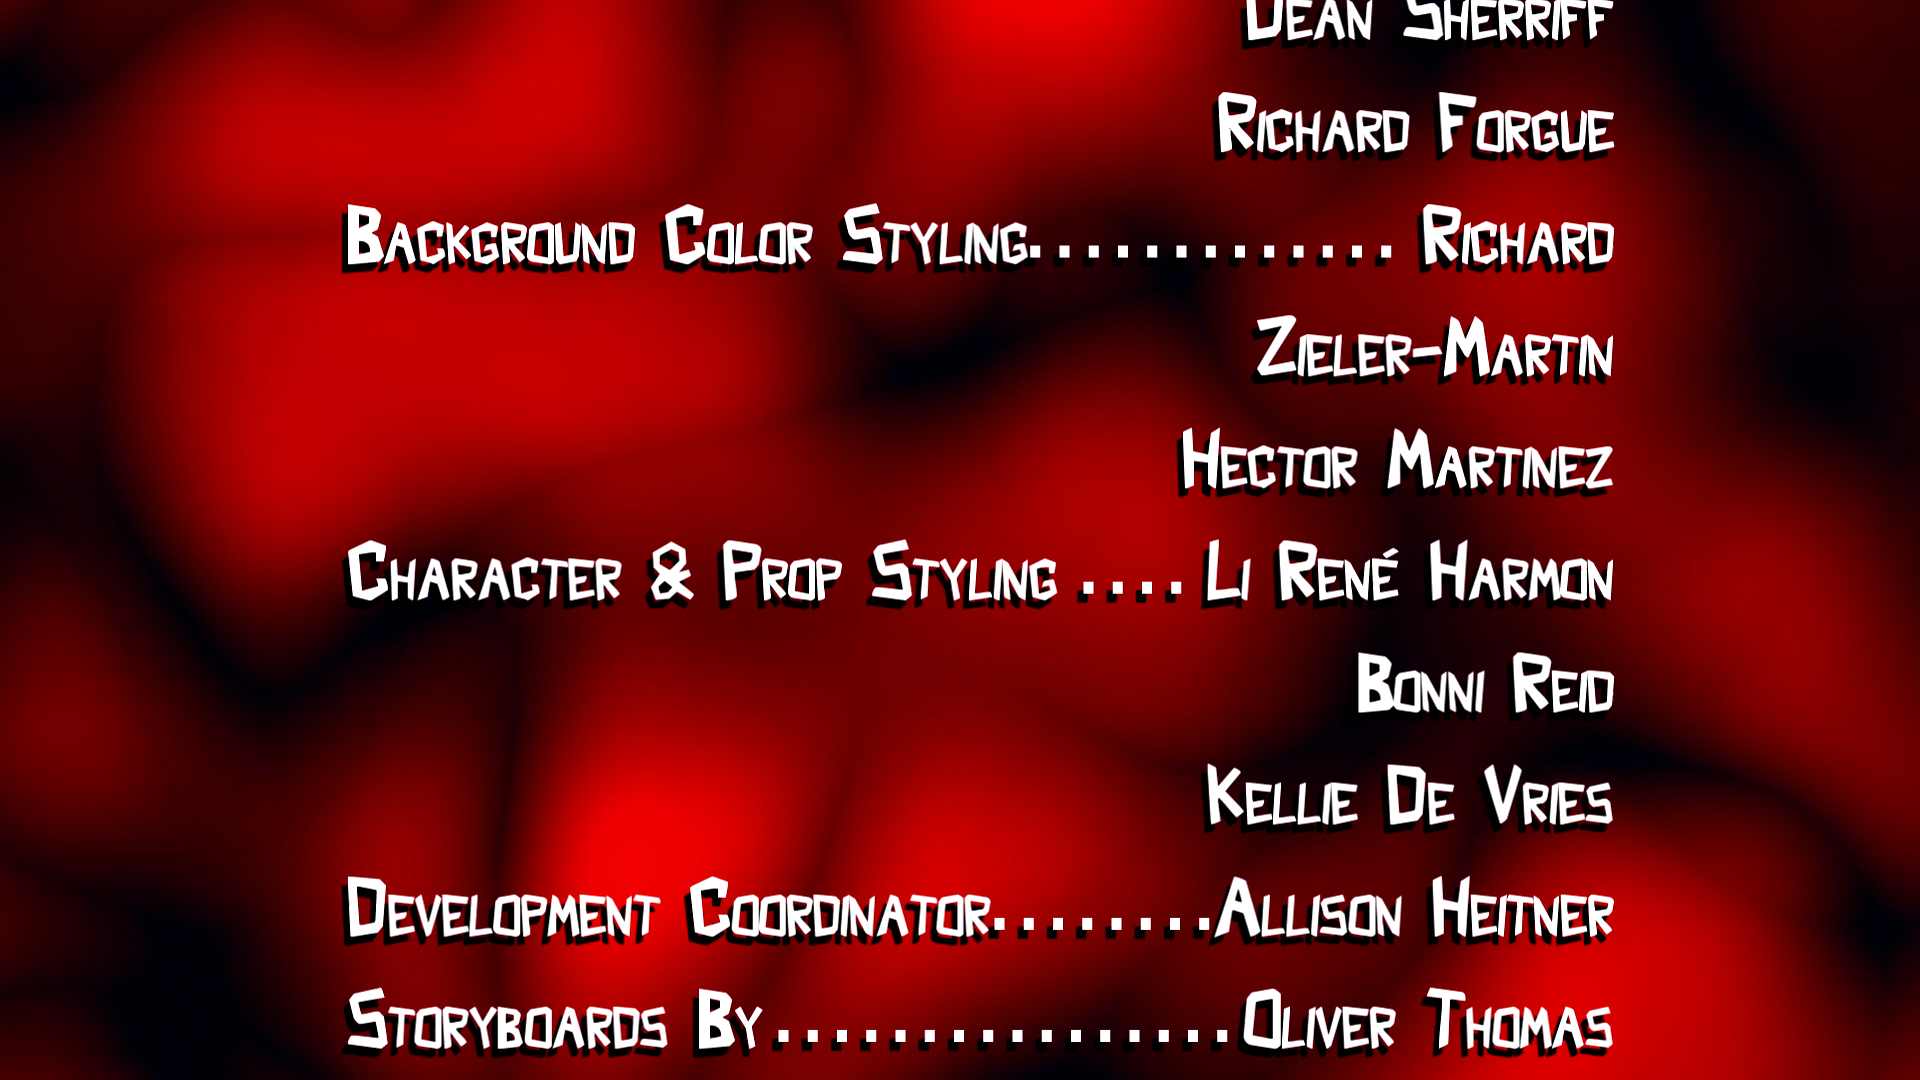 Dean Sherriff
Richard Forgue
Background Color Styling............. Richard
Zieler-Martin
Hector Martinez
Character & Prop Styling .... Li René Harmon
Bonni Reid
Kellie De Vries
Development Coordinator........Allison Heitner
Storyboards By ................Oliver Thomas